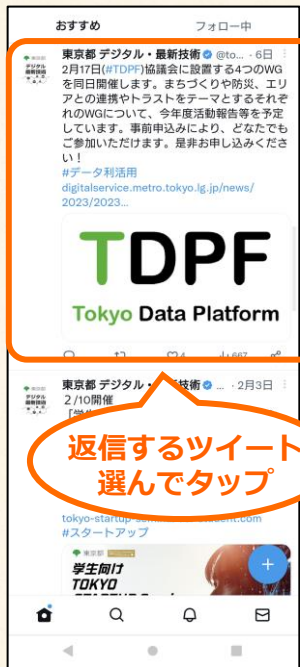 おすすめ
フォロー中
東京都 デジタル・最新技術 @to... ・6日
2月17日(#TDPF)協議会に設置する4つのWG
を同日開催します。まちづくりや防災、エリ
アとの連携やトラストをテーマとするそれぞ
れのWGについて、今年度活動報告等を予定
しています。事前申込みにより、どなたでも
ご参加いただけます。是非お申し込みくださ
い！
#データ利活用
digitalservice.metro.tokyo.lg.jp/news/
2023/2023...
TDPF
Tokyo Data Platform
4
667
東京都 デジタル・最 技術 ... ・2月3日
2/10開催
返信するツイート
選んでタップ
tokyo-startup-
#スタートアップ
東京都
学生向け
TOKYO